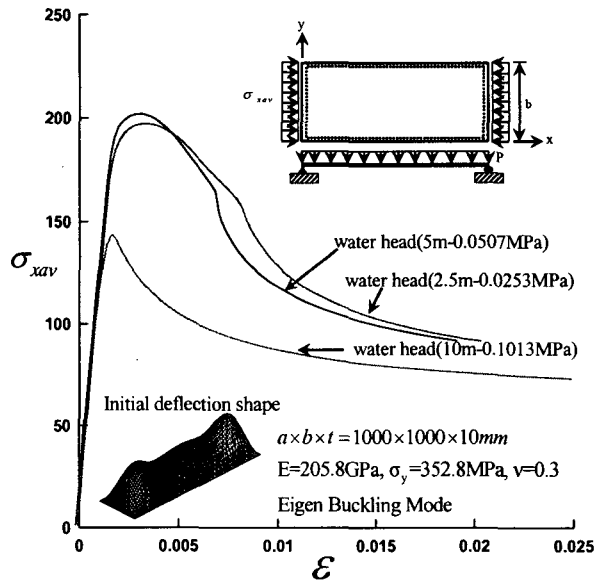 250
200
150
100
50
0
σxav
y
σxav
b
x
P
water head(5m-0.0507MPa)
water head(2.5m-0.0253MPa)
water head(10m-0.1013MPa)
Initial deflection shape
a×b×t=1000×1000×10mm
E=205.8GPa, σy=352.8MPa, ν=0.3
Eigen Buckling Mode
0 0.005 0.01 0.015 0.02 0.025
ε